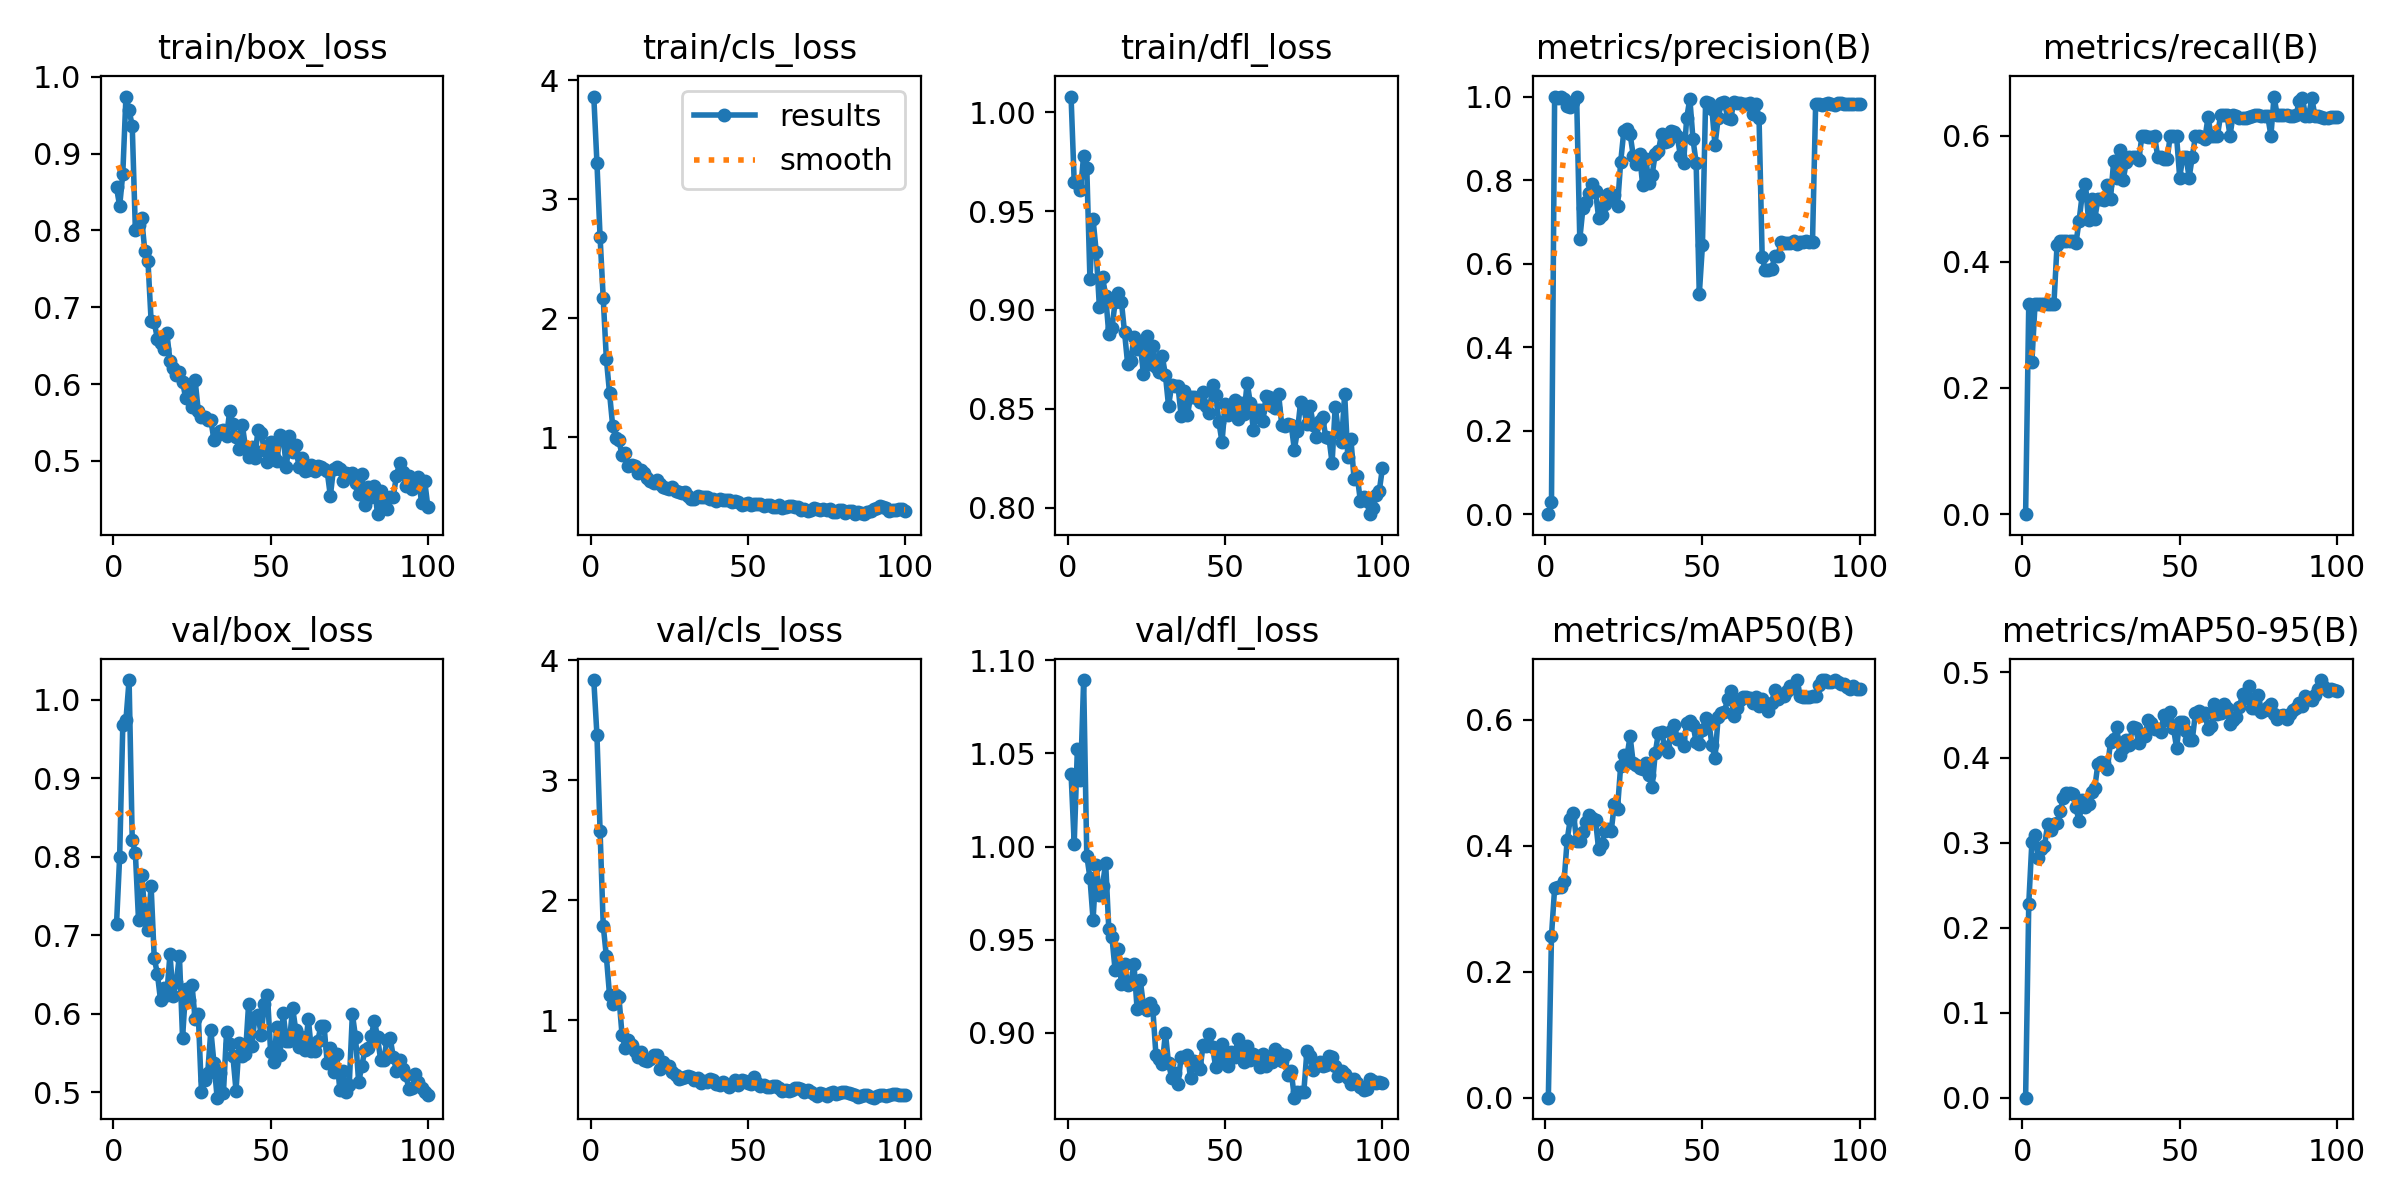 train/box_loss
1.0
0.9
0.8
0.7
0.6
0.5
0 50 100
train/cls_loss
results
smooth
4
3
2
1
0 50 100
train/dfl_loss
1.00
0.95
0.90
0.85
0.80
0 50 100
metrics/precision(B)
1.0
0.8
0.6
0.4
0.2
0.0
0 50 100
metrics/recall(B)
0.6
0.4
0.2
0.0
0 50 100
val/box_loss
1.0
0.9
0.8
0.7
0.6
0.5
0 50 100
val/cls_loss
4
3
2
1
0 50 100
val/dfl_loss
1.10
1.05
1.00
0.95
0.90
0 50 100
metrics/mAP50(B)
0.6
0.4
0.2
0.0
0 50 100
metrics/mAP50-95(B)
0.5
0.4
0.3
0.2
0.1
0.0
0 50 100